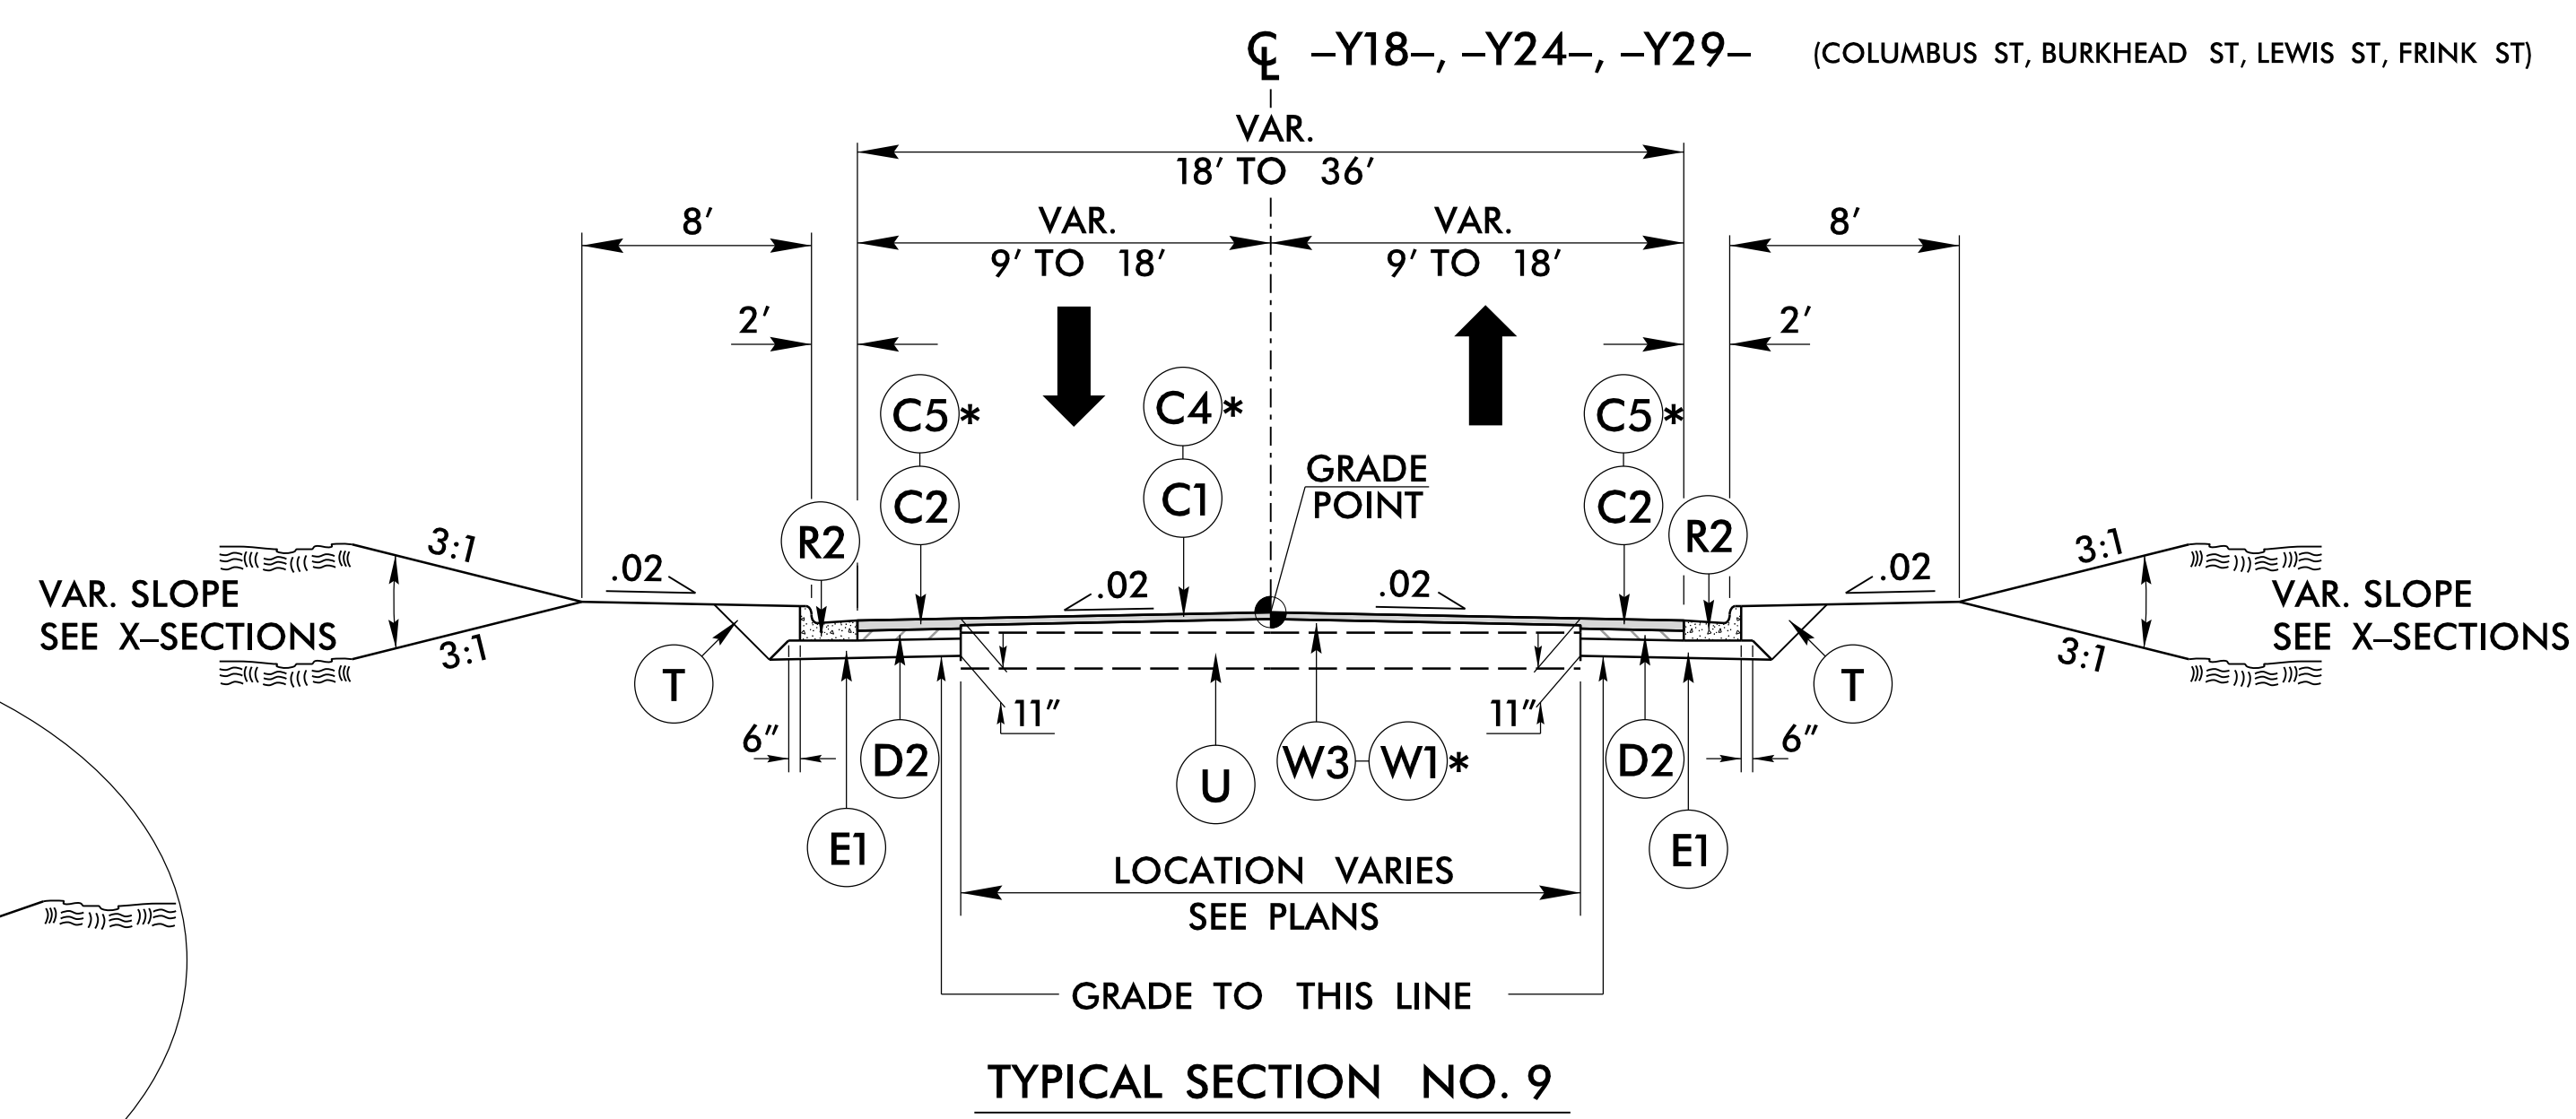 ℄ –Y18–, –Y24–, –Y29– (COLUMBUS ST, BURKHEAD ST, LEWIS ST, FRINK ST)
VAR.
18' TO 36'
8'
VAR.
9' TO 18'
VAR.
9' TO 18'
8'
2'
2'
C5*
C4*
C5*
C2
C1
GRADE
POINT
C2
R2
R2
3:1
.02
.02
.02
.02
3:1
VAR. SLOPE
SEE X–SECTIONS
VAR. SLOPE
SEE X–SECTIONS
3:1
3:1
T
T
11"
11"
6"
6"
D2
U
W3
W1*
D2
E1
E1
LOCATION VARIES
SEE PLANS
GRADE TO THIS LINE
TYPICAL SECTION NO. 9